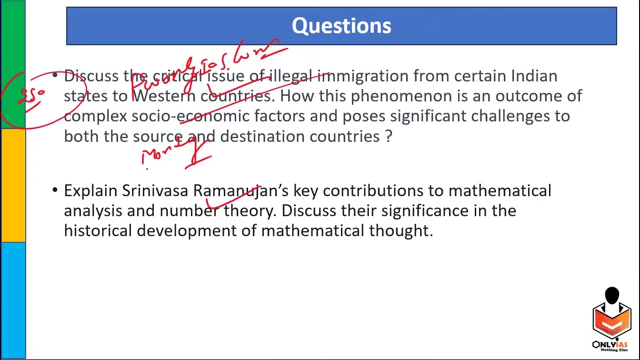 Questions
Discuss the critical issue of illegal immigration from certain Indian
states to Western countries. How this phenomenon is an outcome of
complex socio-economic factors and poses significant challenges to
both the source and destination countries ?
Explain Srinivasa Ramanujan's key contributions to mathematical
analysis and number theory. Discuss their significance in the
historical development of mathematical thought.
ONLYIAS
Nothing Else